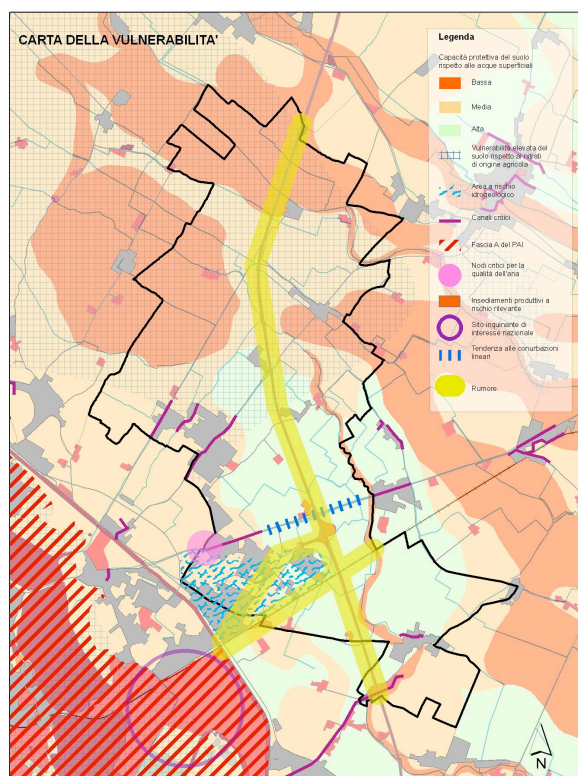 CARTA DELLA VULNERABILITA'
Legenda
Capacità protettiva del suolo
rispetto alle acque superficiali
Bassa
Media
Alta
Vulnerabilità elevata del
suolo rispetto ai nitrati
di origine agricola
Area a rischio
idrogeologico
Canali critici
Fascia A del PAI
Nodi critici per la
qualità dell'aria
Insediamenti produttivi a
rischio rilevante
Sito inquinante di
interesse nazionale
Tendenza alle conurbazioni
lineari
Rumore
N